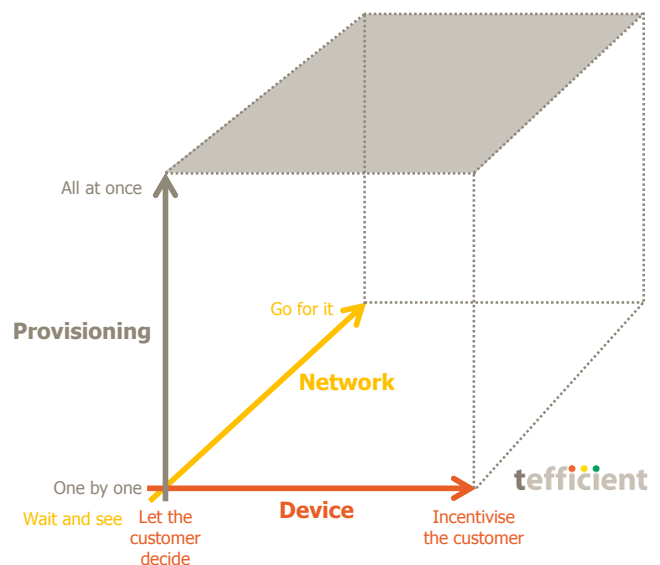 All at once
Go for it
Provisioning
Network
One by one
tefficient
Device
Wait and see
Let the
customer
decide
Incentivise
the customer